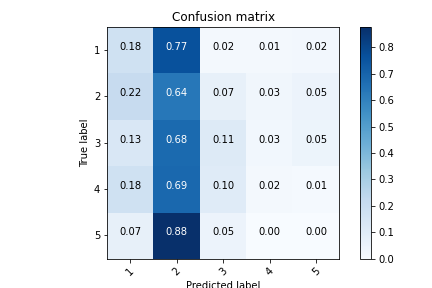 Confusion matrix
1 0.18 0.77 0.02 0.01 0.02
2 0.22 0.64 0.07 0.03 0.05
3 0.13 0.68 0.11 0.03 0.05
4 0.18 0.69 0.10 0.02 0.01
5 0.07 0.88 0.05 0.00 0.00
1 2 3 4 5
True label
Predicted label
0.8
0.7
0.6
0.5
0.4
0.3
0.2
0.1
0.0